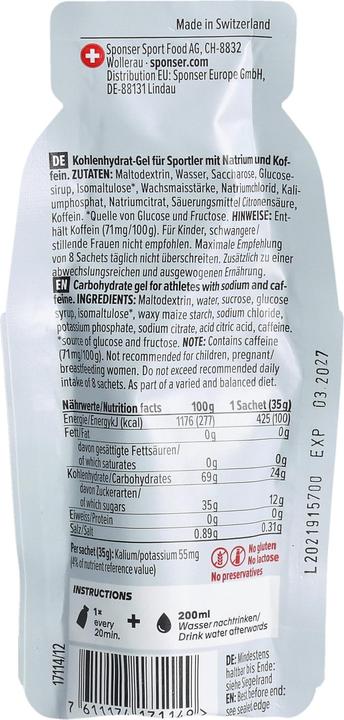 Made in Switzerland
Sponser Sport Food AG, CH-8832
Wollerau · sponser.com
Distribution EU: Sponser Europe GmbH,
DE-88131 Lindau
DE Kohlenhydrat-Gel für Sportler mit Natrium und Kof-
fein. ZUTATEN: Maltodextrin, Wasser, Saccharose, Glucose-
sirup, Isomaltulose*, Wachsmaisstärke, Natriumchlorid, Kali-
umphosphat, Natriumcitrat, Säuerungsmittel Citronensäure,
Koffein. *Quelle von Glucose und Fructose. HINWEISE: Ent-
hält Koffein (71mg/100g). Für Kinder, schwangere/
stillende Frauen nicht empfohlen. Maximale Empfehlung
von 8 Sachets täglich nicht überschreiten. Zusätzlich zu einer
abwechslungsreichen und ausgewogenen Ernährung.
EN Carbohydrate gel for athletes with sodium and caf-
feine. INGREDIENTS: Maltodextrin, water, sucrose, glucose
syrup, isomaltulose*, waxy maize starch, sodium chloride,
potassium phosphate, sodium citrate, acid citric acid, caffeine.
*source of glucose and fructose. NOTE: Contains caffeine
(71mg/100g). Not recommended for children, pregnant/
breastfeeding women. Do not exceed recommended daily
intake of 8 sachets. As part of a varied and balanced diet.
Nährwerte/Nutrition facts 100g 1 Sachet (35g)
Energie/Energy kJ (kcal) 1176 (277) 425 (100)
Fett/Fat 0g 0g
davon gesättigte Fettsäuren/
of which saturates 0g 0g
Kohlenhydrate/Carbohydrates 69g 24g
davon Zuckerarten/
of which sugars 35g 12g
Eiweiss/Protein 0g 0g
Salz/Salt 0.89g 0.31g
Per sachet (35g): Kalium/potassium 55mg
(4% of nutrient reference value)
No gluten
No lactose
No preservatives
L2021915700 EXP 03.2027
INSTRUCTIONS
1x
every
20min.
+
200ml
Wasser nachtrinken/
Drink water afterwards
17114/12
7 611174 171149
DE: Mindestens
haltbar bis Ende:
siehe Siegelrand
EN: Best before end:
see sealed edge